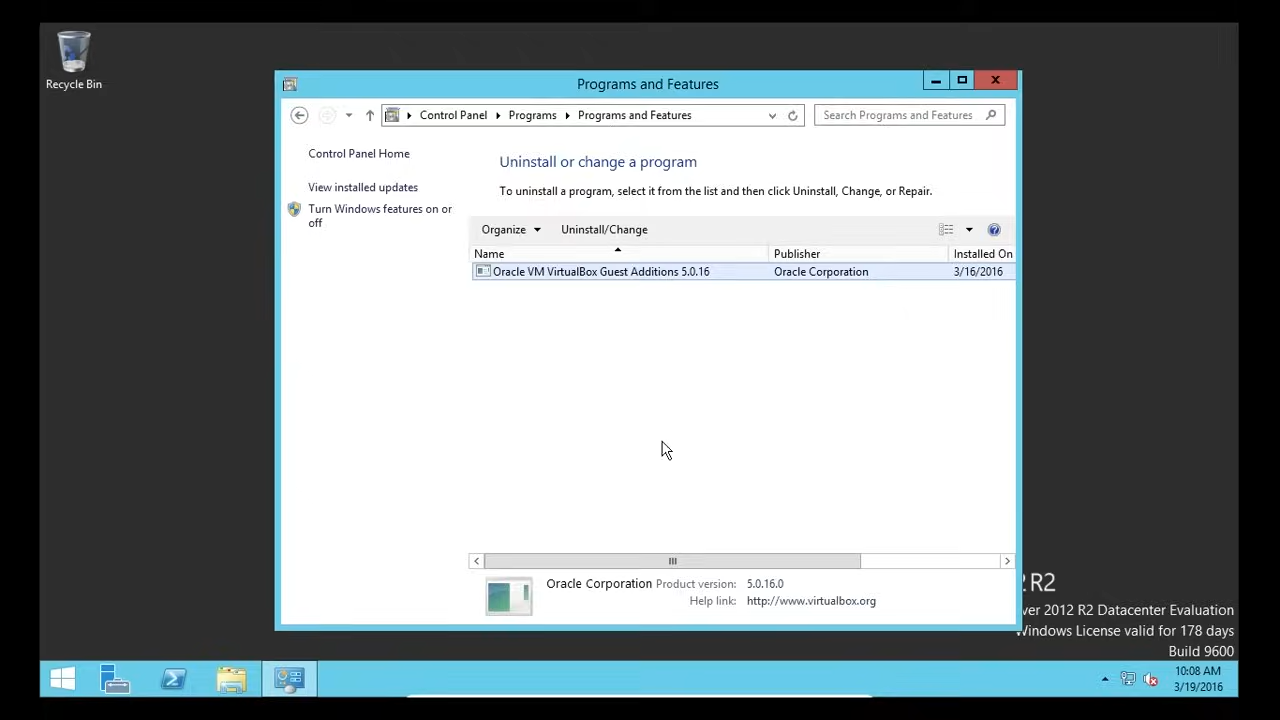 Recycle Bin
Programs and Features
Control Panel Programs Programs and Features
Search Programs and Features
Control Panel Home
View installed updates
Turn Windows features on or
off
Uninstall or change a program
To uninstall a program, select it from the list and then click Uninstall, Change, or Repair.
Organize Uninstall/Change
Name Publisher Installed On
Oracle VM VirtualBox Guest Additions 5.0.16 Oracle Corporation 3/16/2016
Oracle Corporation Product version: 5.0.16.0
Help link: http://www.virtualbox.org
R2
ver 2012 R2 Datacenter Evaluation
Windows License valid for 178 days
Build 9600
10:08 AM
3/19/2016